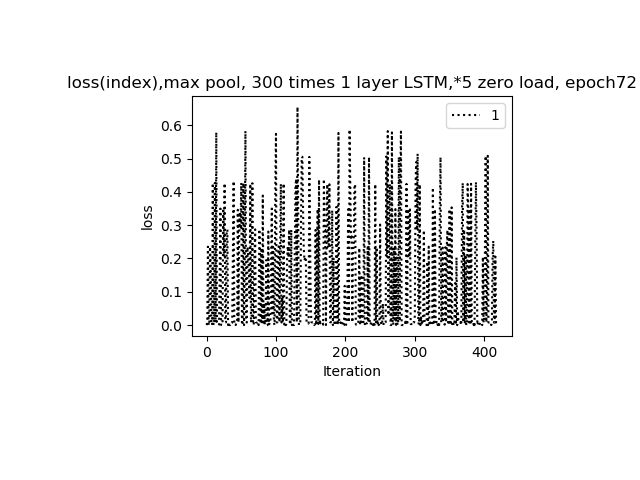 loss(index),max pool, 300 times 1 layer LSTM,*5 zero load, epoch72
1
0.6
0.5
0.4
0.3
0.2
0.1
0.0
loss
0 100 200 300 400
Iteration